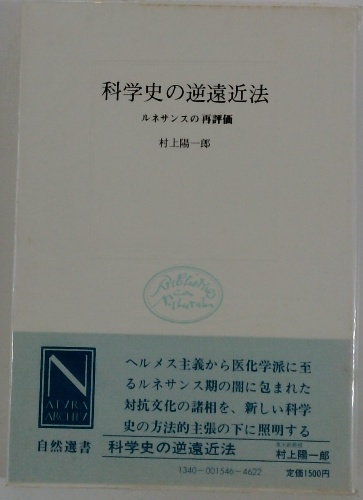 科学史の逆遠近法
ルネサンスの再評価
村上陽一郎
ヘルメス主義から医化学派に至
るルネサンス期の闇に包まれた
対抗文化の諸相を、新しい科学
史の方法的主張の下に照明する
N
自然選書
科学史の逆遠近法
村上陽一郎
1340-001546-4622
定価1500円